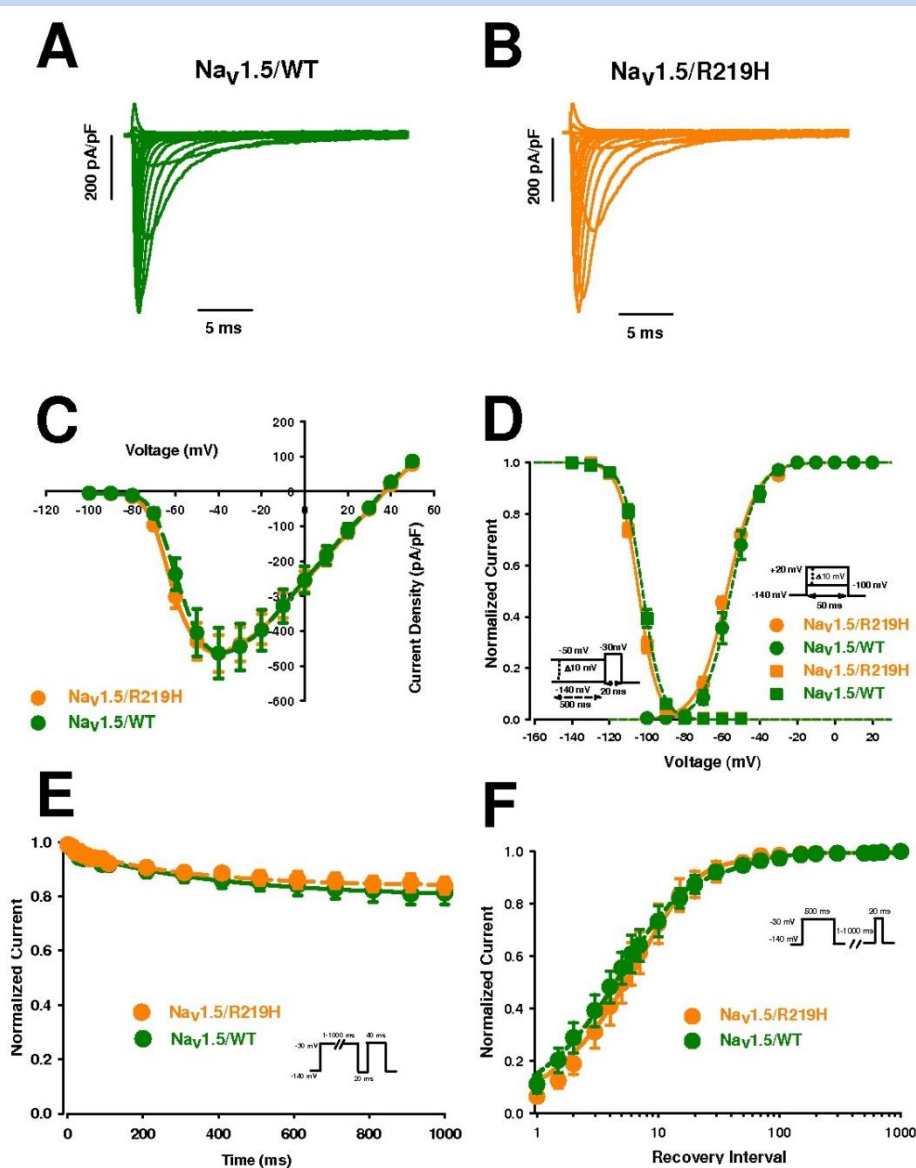 A
Nav1.5/WT
200 pA/pF
5 ms
B
Nav1.5/R219H
200 pA/pF
5 ms
C
Voltage (mV)
200
100
0
-100
-200
-300
-400
-500
-600
-120 -100 -80 -60 -40 -20 20 40 60
Current Density (pA/pF)
Nav1.5/R219H
Nav1.5/WT
D
Normalized Current
1.0
0.8
0.6
0.4
0.2
0.0
-160 -140 -120 -100 -80 -60 -40 -20 0 20
Voltage (mV)
-50 mV
-30mV
Δ10 mV
-140 mV
20 ms
500 ms
+20 mV
Δ10 mV
-100 mV
-140 mV
50 ms
Nav1.5/R219H
Nav1.5/WT
Nav1.5/R219H
Nav1.5/WT
E
Normalized Current
1.0
0.8
0.6
0.4
0.2
0.0
0 200 400 600 800 1000
Time (ms)
Nav1.5/R219H
Nav1.5/WT
1-1000 ms 40 ms
-30 mV
-140 mV
20 ms
F
Normalized Current
1.0
0.8
0.6
0.4
0.2
0.0
1 10 100 1000
Recovery Interval
500 ms 20 ms
-30 mV
1-1000 ms
-140 mV
Nav1.5/R219H
Nav1.5/WT